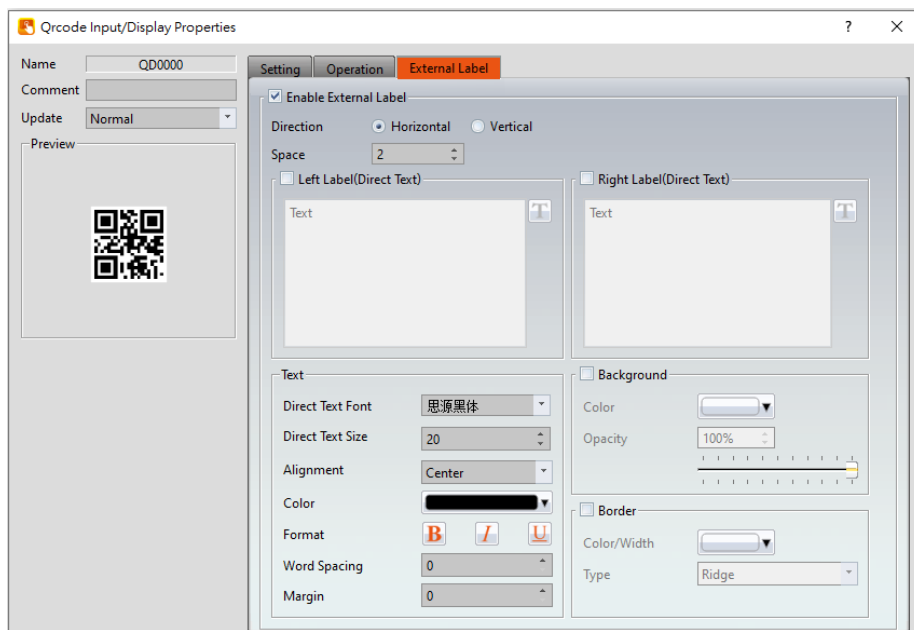 Qrcode Input/Display Properties ?
Name QD0000
Comment
Update Normal
Preview
Setting Operation External Label
Enable External Label
Direction Horizontal Vertical
Space 2
Left Label(Direct Text)
Text T
Right Label(Direct Text)
Text T
Text
Direct Text Font 思源黑体
Direct Text Size 20
Alignment Center
Color
Format B I U
Word Spacing 0
Margin 0
Background
Color
Opacity 100%
Border
Color/Width
Type Ridge